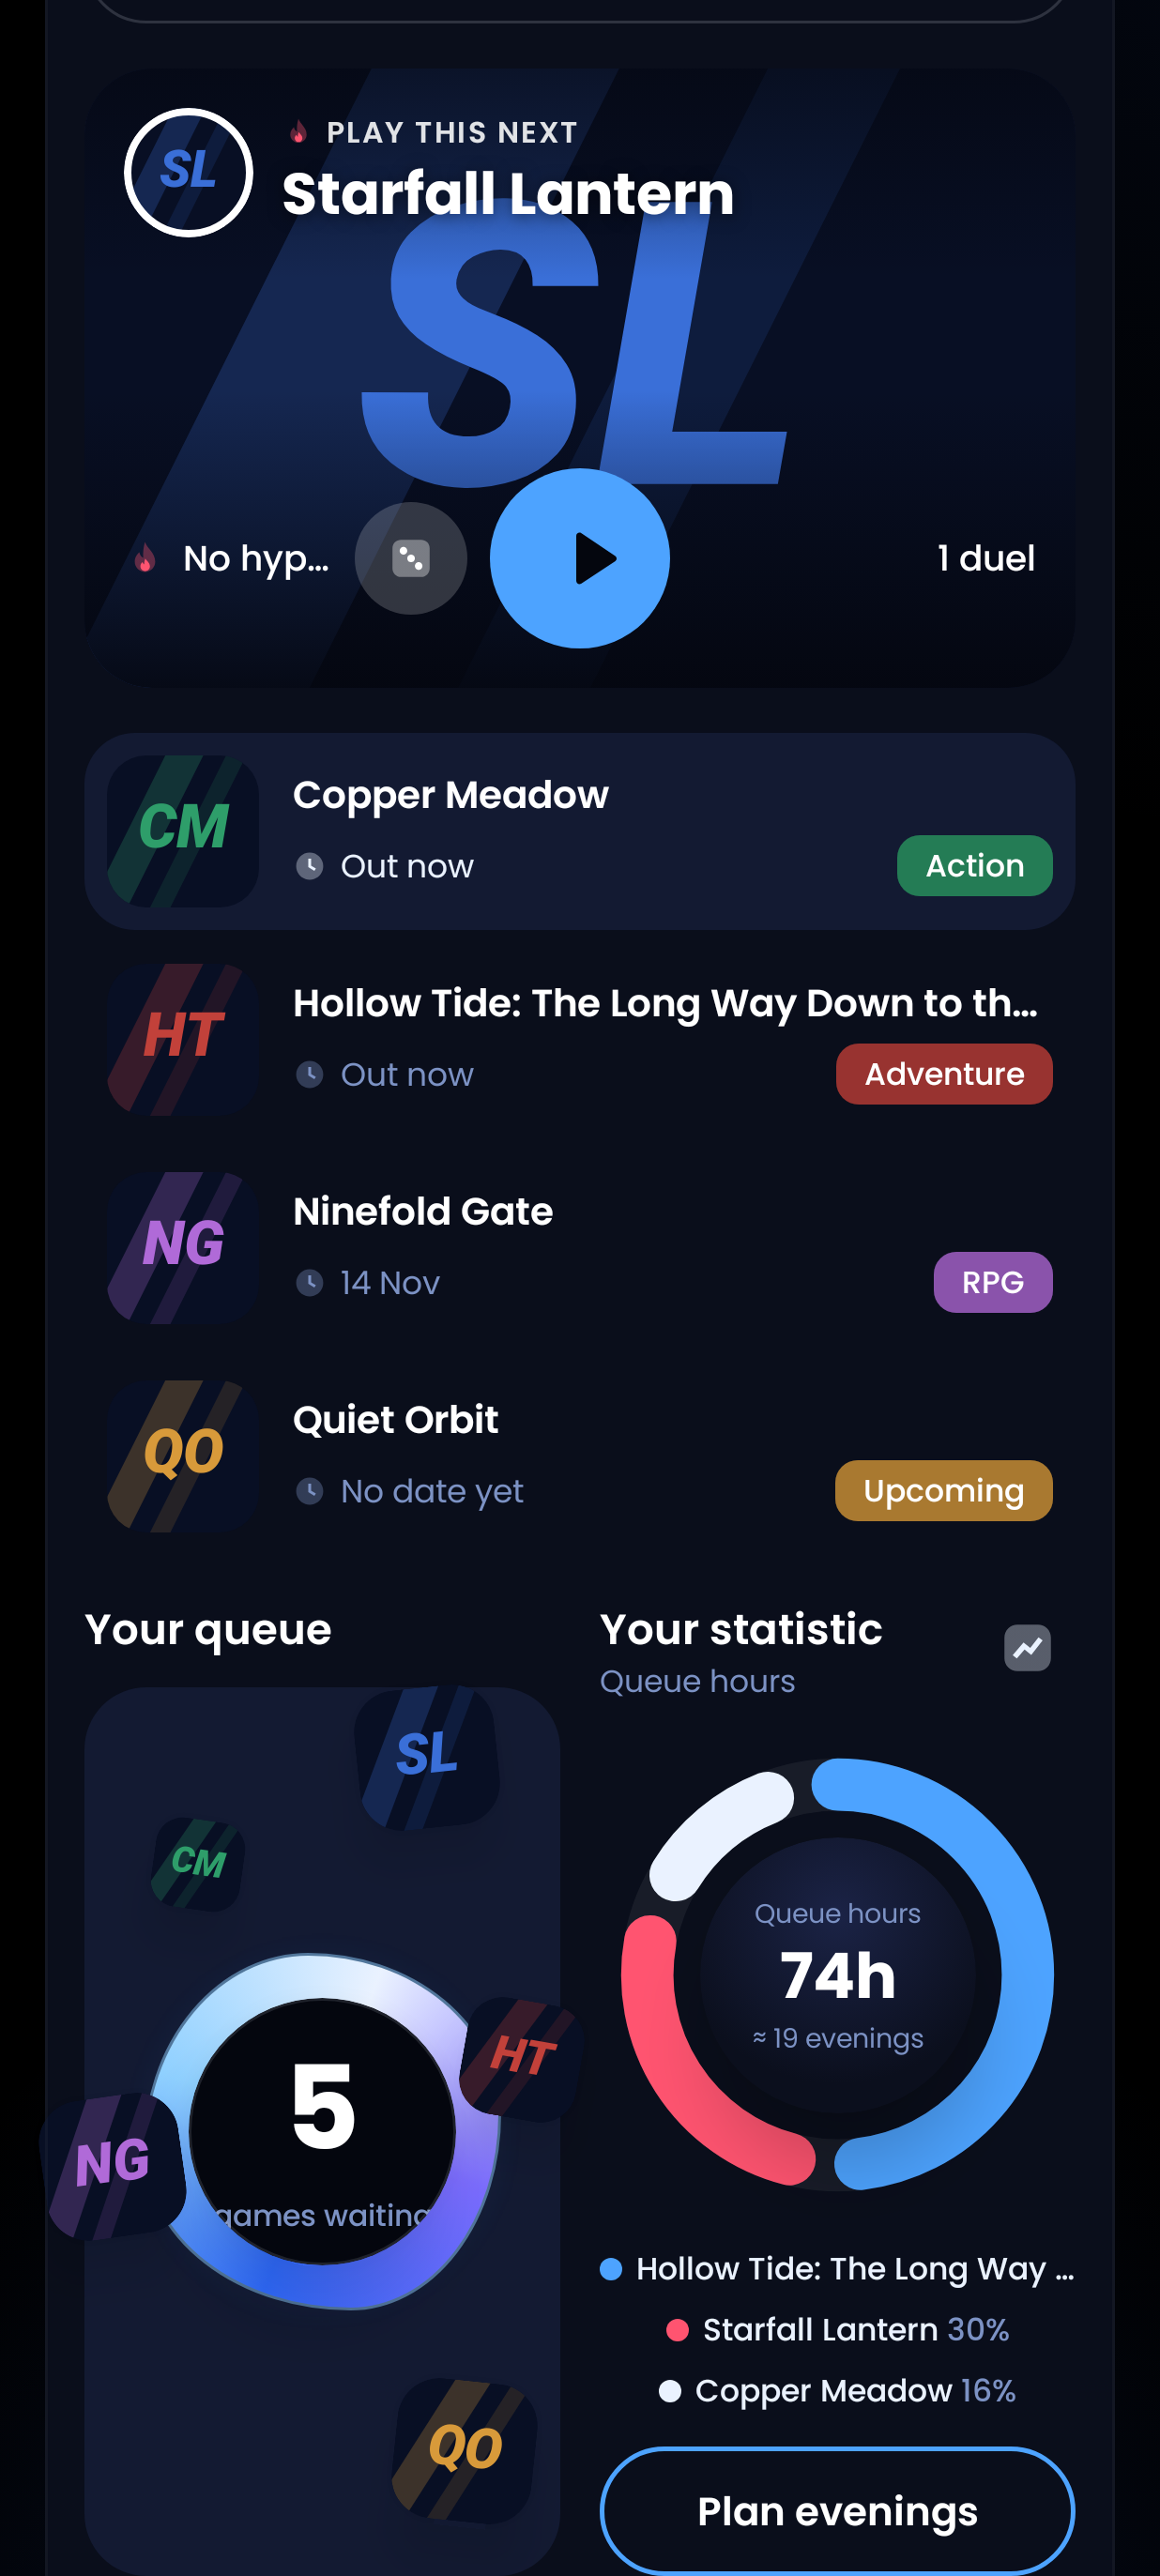 SL
PLAY THIS NEXT
Starfall Lantern
SL
No hyp...
1 duel
CM
Copper Meadow
Out now
Action
HT
Hollow Tide: The Long Way Down to th...
Out now
Adventure
NG
Ninefold Gate
14 Nov
RPG
QO
Quiet Orbit
No date yet
Upcoming
Your queue
SL
CM
HT
5
games waiting
NG
QO
Your statistic
Queue hours
Queue hours
74h
≈ 19 evenings
Hollow Tide: The Long Way ...
Starfall Lantern 30%
Copper Meadow 16%
Plan evenings